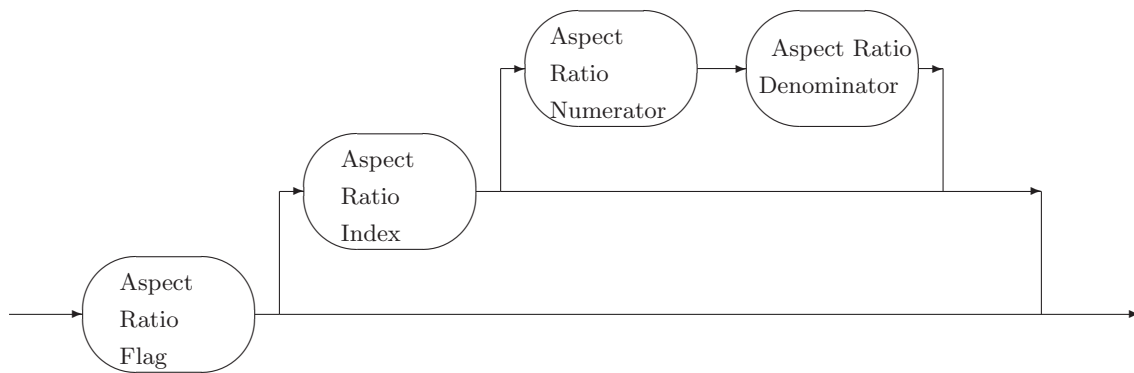 Aspect
Ratio
Numerator
Aspect Ratio
Denominator
Aspect
Ratio
Index
Aspect
Ratio
Flag